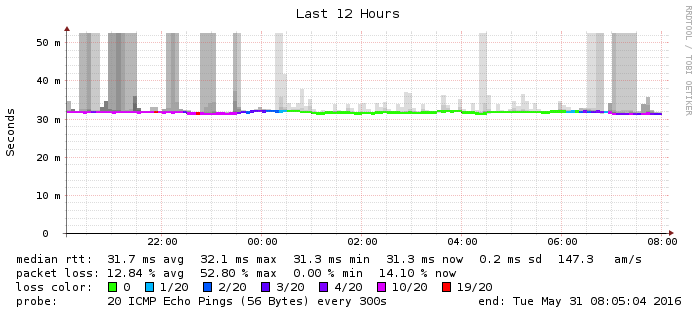 Last 12 Hours
RRDTOOL / TOBI OETIKER
50 m
40 m
30 m
20 m
10 m
0
Seconds
22:00 00:00 02:00 04:00 06:00 08:00
median rtt: 31.7 ms avg 32.1 ms max 31.3 ms min 31.3 ms now 0.2 ms sd 147.3 am/s
packet loss: 12.84 % avg 52.80 % max 0.00 % min 14.10 % now
loss color: 0 1/20 2/20 3/20 4/20 10/20 19/20
probe: 20 ICMP Echo Pings (56 Bytes) every 300s end: Tue May 31 08:05:04 2016